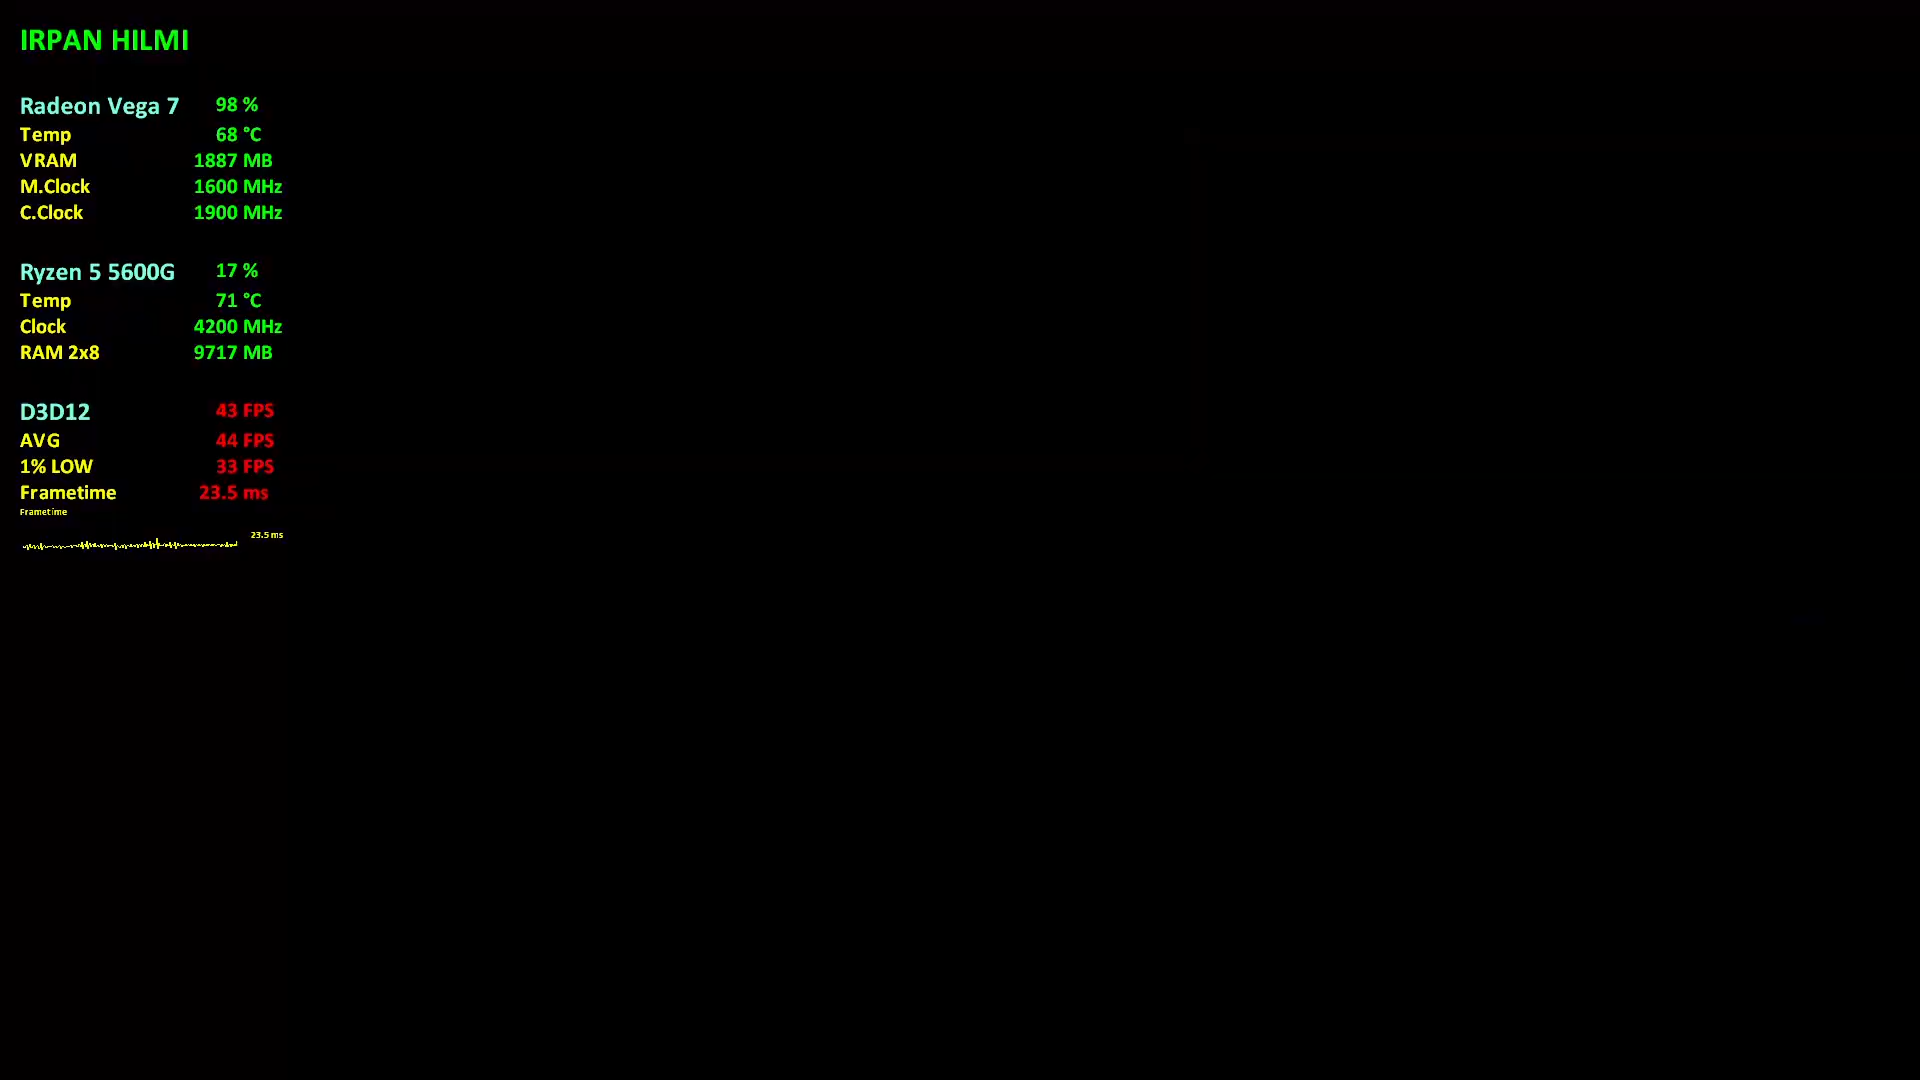 IRPAN HILMI
Radeon Vega 7 98 %
Temp 68 °C
VRAM 1887 MB
M.Clock 1600 MHz
C.Clock 1900 MHz
Ryzen 5 5600G 17 %
Temp 71 °C
Clock 4200 MHz
RAM 2x8 9717 MB
D3D12 43 FPS
AVG 44 FPS
1% LOW 33 FPS
Frametime 23.5 ms
Frametime
23.5 ms